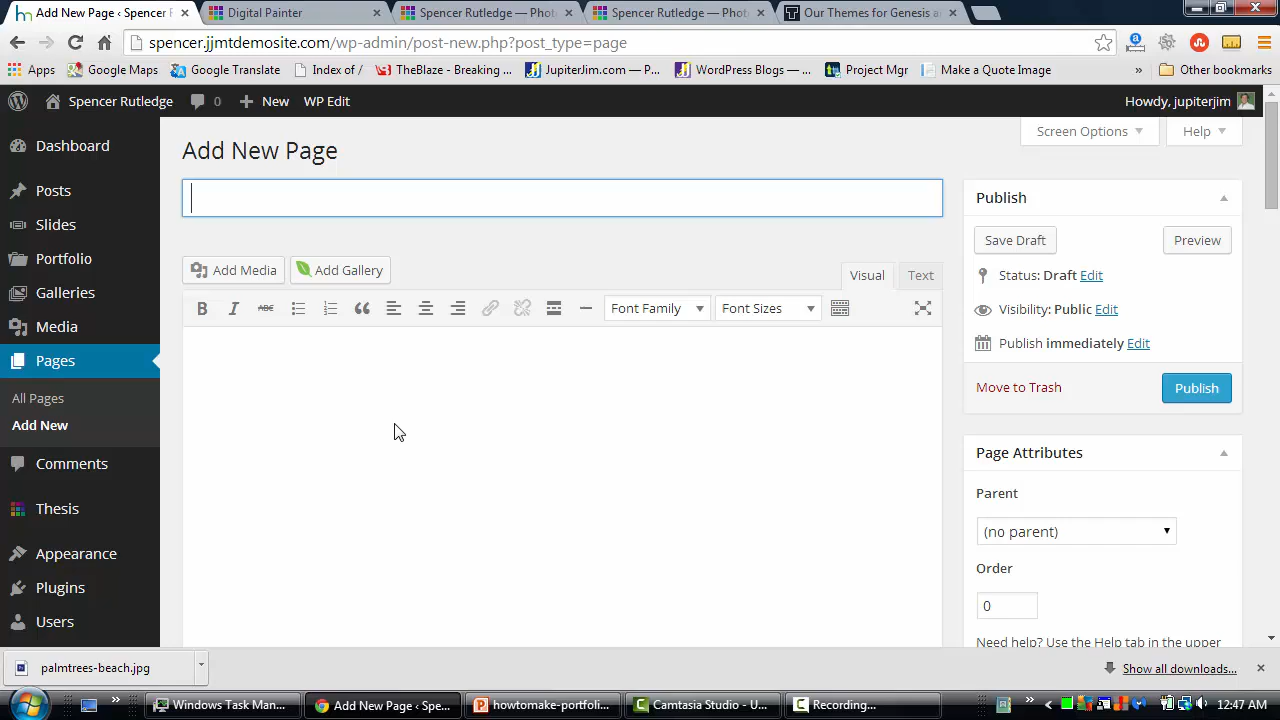 Add New Page ‹ Spencer F
Digital Painter
Spencer Rutledge — Phot
Spencer Rutledge — Phot
Our Themes for Genesis a
spencer.jjmtdemosite.com/wp-admin/post-new.php?post_type=page
Apps
Google Maps
Google Translate
Index of /
TheBlaze - Breaking ...
JupiterJim.com — P...
WordPress Blogs — ...
Project Mgr
Make a Quote Image
»
Other bookmarks
Spencer Rutledge
0
New
WP Edit
Howdy, jupiterjim
Screen Options
Help
Dashboard
Posts
Slides
Portfolio
Galleries
Media
Pages
All Pages
Add New
Comments
Thesis
Appearance
Plugins
Users
Add New Page
Add Media
Add Gallery
Visual
Text
B
I
ABC
Font Family
Font Sizes
Publish
Save Draft
Preview
Status: Draft Edit
Visibility: Public Edit
Publish immediately Edit
Move to Trash
Publish
Page Attributes
Parent
(no parent)
Order
0
Need help? Use the Help tab in the upper
palmtrees-beach.jpg
Show all downloads...
Windows Task Man...
Add New Page ‹ Spe...
howtomake-portfoli...
Camtasia Studio - U...
Recording...
12:47 AM